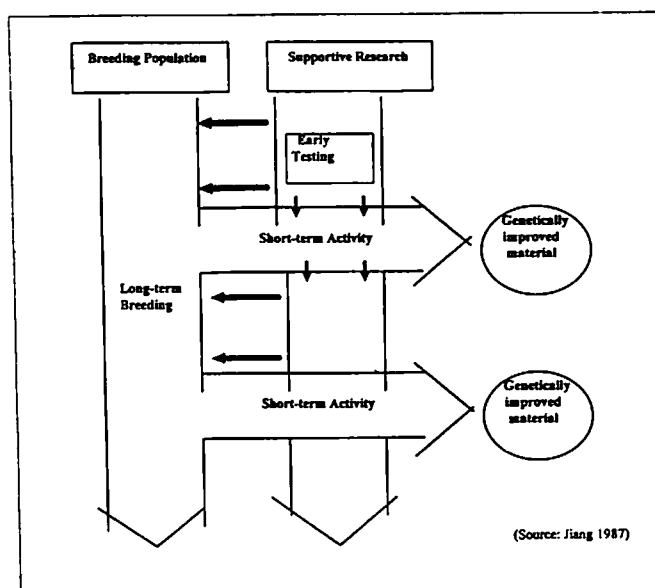 Breeding Population
Supportive Research
Early
Testing
Short-term Activity
Genetically
improved
material
Long-term
Breeding
Short-term Activity
Genetically
improved
material
(Source: Jiang 1987)